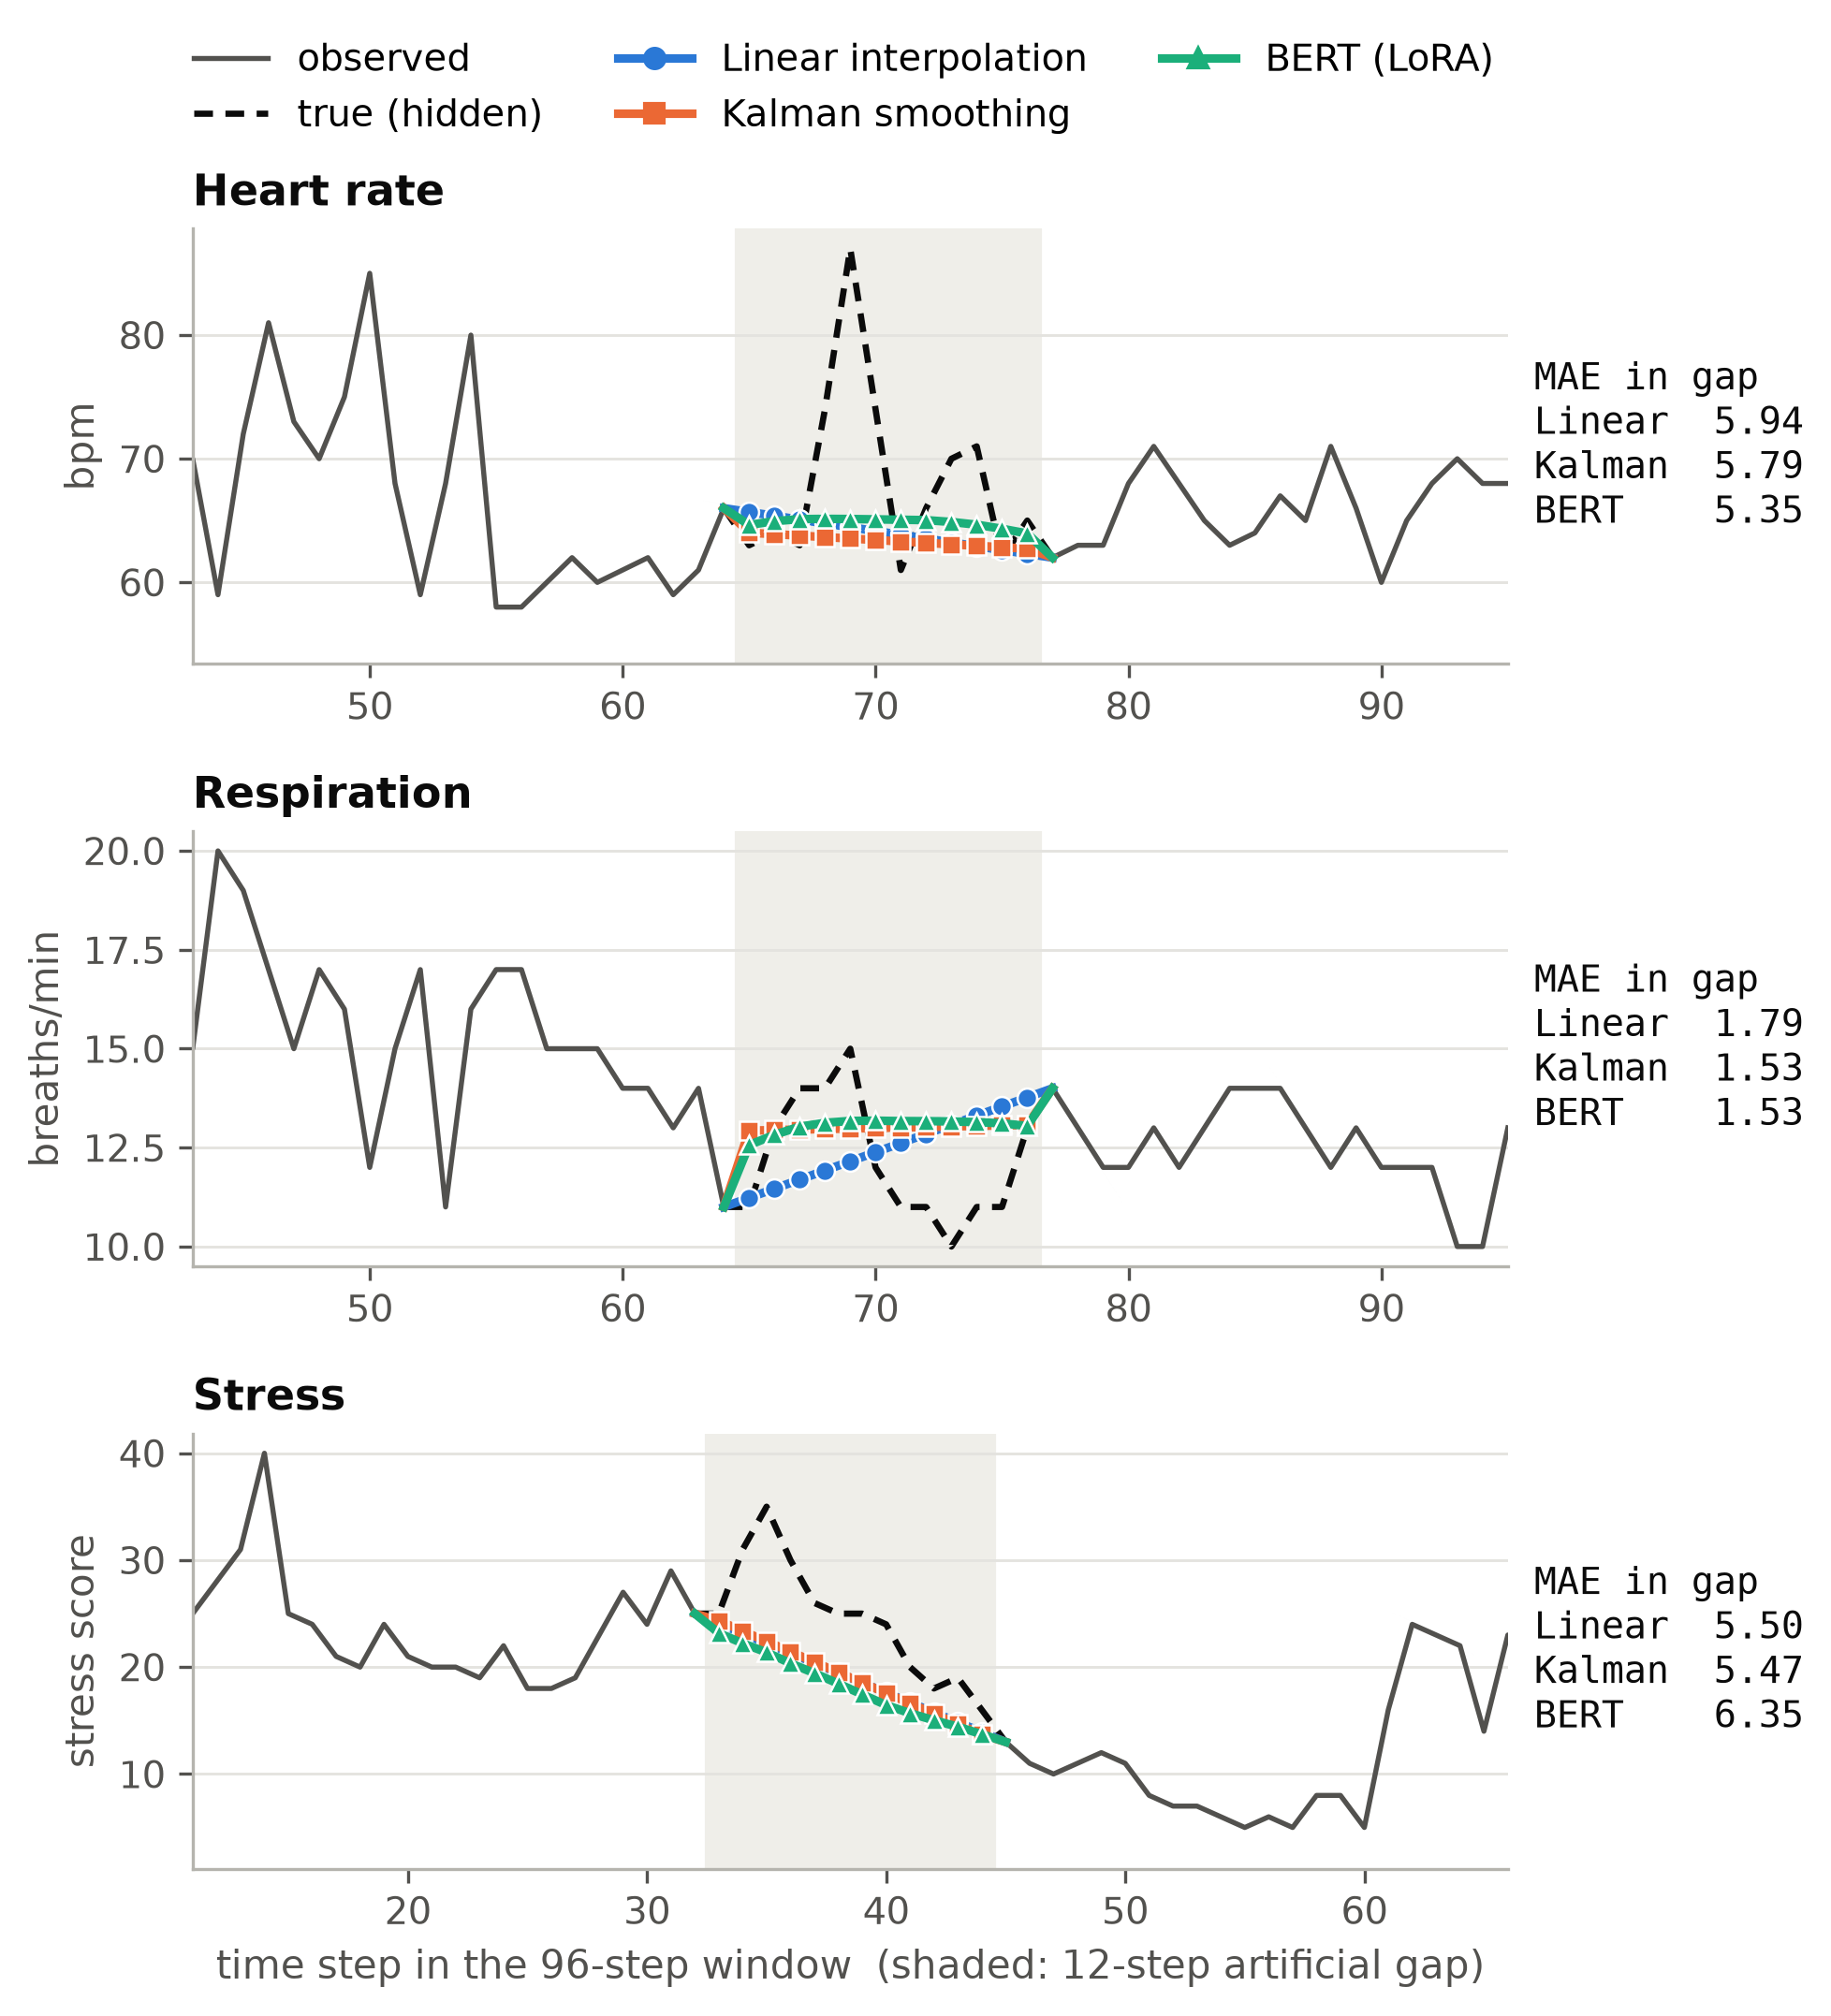 observed
true (hidden)
Linear interpolation
Kalman smoothing
BERT (LoRA)
Heart rate
bpm
80
70
60
50 60 70 80 90
MAE in gap
Linear 5.94
Kalman 5.79
BERT 5.35
Respiration
breaths/min
20.0
17.5
15.0
12.5
10.0
50 60 70 80 90
MAE in gap
Linear 1.79
Kalman 1.53
BERT 1.53
Stress
stress score
40
30
20
10
20 30 40 50 60
MAE in gap
Linear 5.50
Kalman 5.47
BERT 6.35
time step in the 96-step window (shaded: 12-step artificial gap)